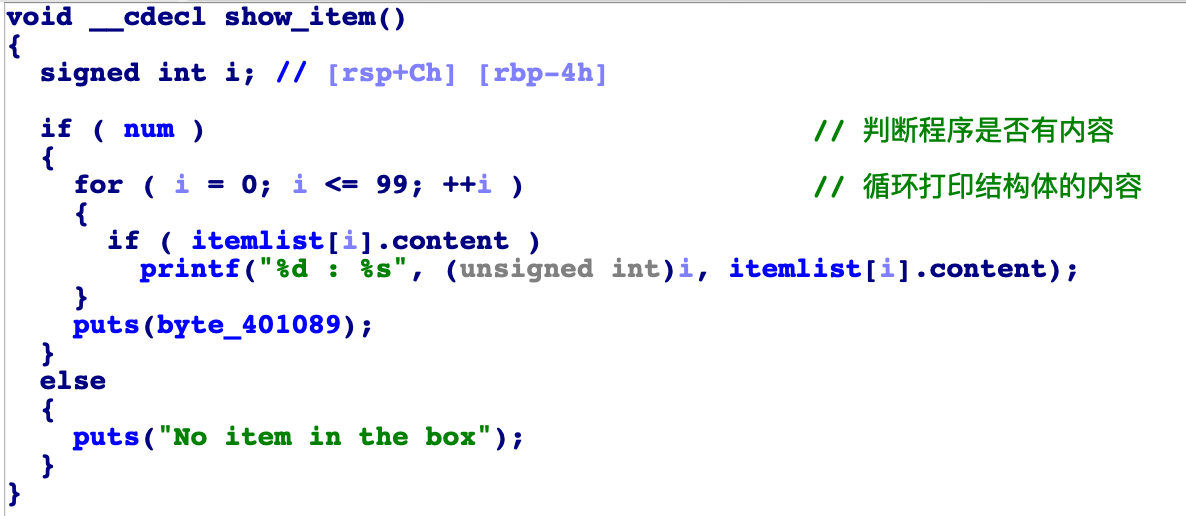 void __cdecl show_item()
{
  signed int i; // [rsp+Ch] [rbp-4h]

  if ( num )                                    // 判断程序是否有内容
  {
    for ( i = 0; i <= 99; ++i )                 // 循环打印结构体的内容
    {
      if ( itemlist[i].content )
        printf("%d : %s", (unsigned int)i, itemlist[i].content);
    }
    puts(byte_401089);
  }
  else
  {
    puts("No item in the box");
  }
}